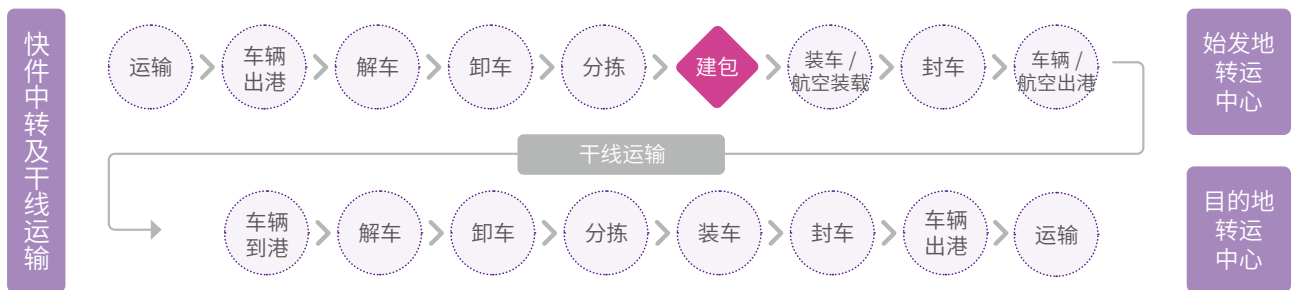 快件中转及干线运输
运输
车辆
出港
解车
卸车
分拣
建包
装车 /
航空装载
封车
车辆 /
航空出港
始发地
转运
中心
干线运输
车辆
到港
解车
卸车
分拣
装车
封车
车辆
出港
运输
目的地
转运
中心